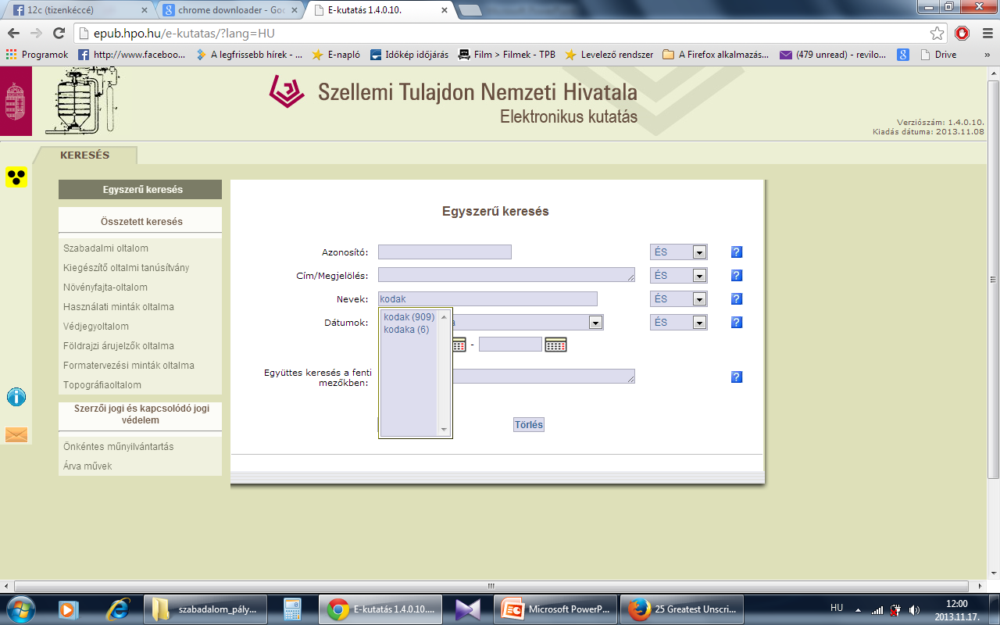 12c (tizenkéccé)
chrome downloader - Goo
E-kutatás 1.4.0.10.
epub.hpo.hu/e-kutatas/?lang=HU
Programok
http://www.faceboo...
A legfrissebb hírek - ...
E-napló
Időkép időjárás
Film > Filmek - TPB
Levelező rendszer
A Firefox alkalmazás...
(479 unread) - revilo...
Drive
»
Szellemi Tulajdon Nemzeti Hivatala
Elektronikus kutatás
Verziószám: 1.4.0.10.
Kiadás dátuma: 2013.11.08
KERESÉS
Egyszerű keresés
Összetett keresés
Szabadalmi oltalom
Kiegészítő oltalmi tanúsítvány
Növényfajta-oltalom
Használati minták oltalma
Védjegyoltalom
Földrajzi árujelzők oltalma
Formatervezési minták oltalma
Topográfiaoltalom
Szerzői jogi és kapcsolódó jogi
védelem
Önkéntes műnyilvántartás
Árva művek
Egyszerű keresés
Azonosító:
ÉS
?
Cím/Megjelölés:
ÉS
?
Nevek:
kodak
ÉS
?
kodak (909)
kodaka (6)
Dátumok:
a
ÉS
?
-
Együttes keresés a fenti
mezőkben:
?
Törlés
szabadalom_pály...
E-kutatás 1.4.0.10....
Microsoft PowerP...
25 Greatest Unscri...
HU
12:00
2013.11.17.